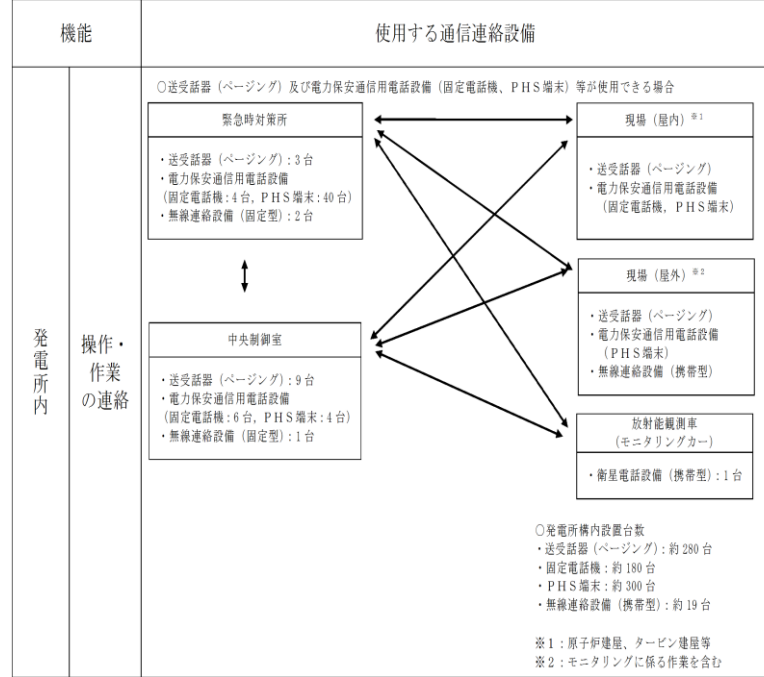 機能
使用する通信連絡設備
発電所内
操作・
作業
の連絡
○送受話器（ページング）及び電力保安通信用電話設備（固定電話機、ＰＨＳ端末）等が使用できる場合
緊急時対策所
・送受話器（ページング）：3台
・電力保安通信用電話設備
（固定電話機：4台，ＰＨＳ端末：40台）
・無線連絡設備（固定型）：2台
中央制御室
・送受話器（ページング）：9台
・電力保安通信用電話設備
（固定電話機：6台，ＰＨＳ端末：4台）
・無線連絡設備（固定型）：1台
現場（屋内）※1
・送受話器（ページング）
・電力保安通信用電話設備
（固定電話機，ＰＨＳ端末）
現場（屋外）※2
・送受話器（ページング）
・電力保安通信用電話設備
（ＰＨＳ端末）
・無線連絡設備（携帯型）
放射能観測車
（モニタリングカー）
・衛星電話設備（携帯型）：1台
○発電所構内設置台数
・送受話器（ページング）：約280台
・固定電話機：約180台
・ＰＨＳ端末：約300台
・無線連絡設備（携帯型）：約19台
※1：原子炉建屋、タービン建屋等
※2：モニタリングに係る作業を含む